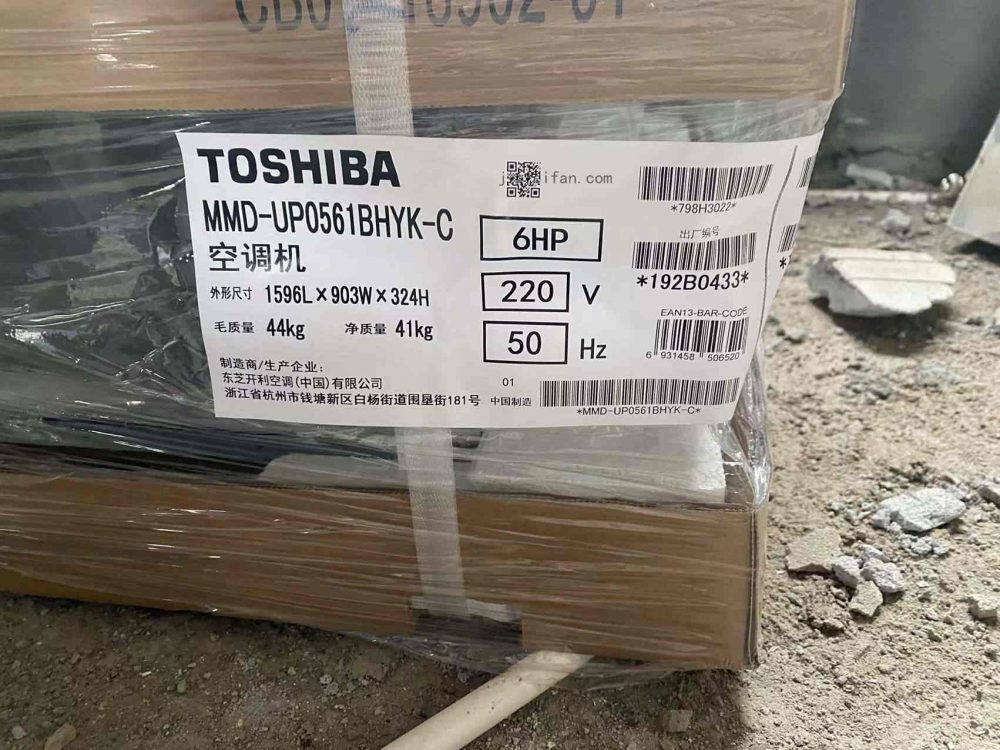 TOSHIBA
MMD-UP0561BHYK-C
空调机
外形尺寸 1596L×903W×324H
毛质量 44kg 净质量 41kg
制造商/生产企业:
东芝开利空调(中国)有限公司
浙江省杭州市钱塘新区白杨街道围垦街181号
中国制造
6HP
220 V
50 Hz
01
*798H3022*
出厂编号
*192B0433*
EAN13-BAR-CODE
6 931458 506520
*MMD-UP0561BHYK-C*